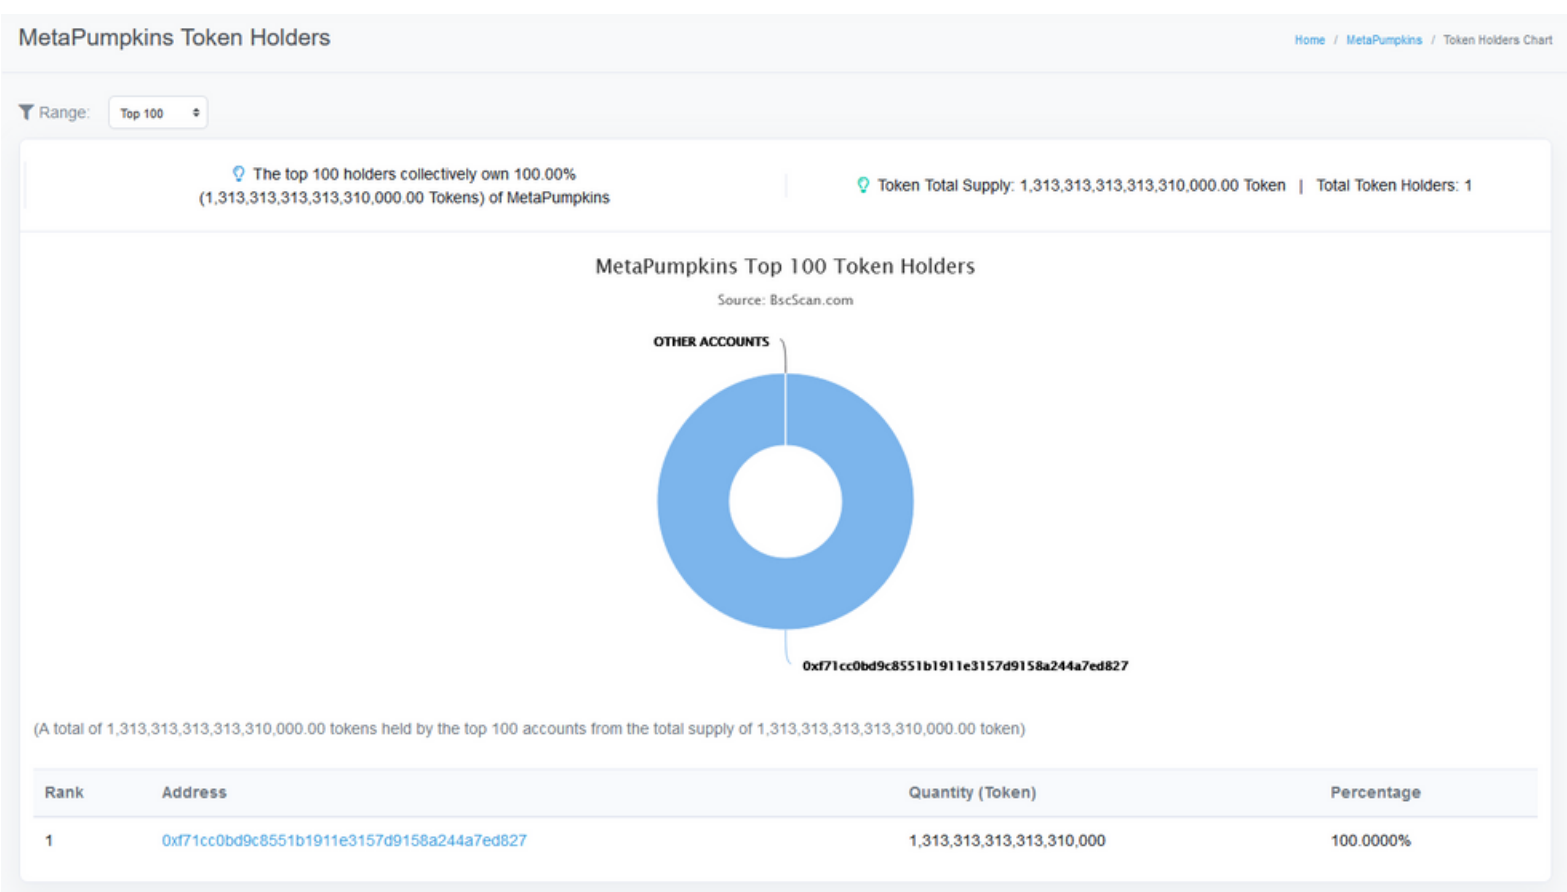 MetaPumpkins Token Holders
Home / MetaPumpkins / Token Holders Chart
Range: Top 100
The top 100 holders collectively own 100.00%
(1,313,313,313,313,310,000.00 Tokens) of MetaPumpkins
Token Total Supply: 1,313,313,313,313,310,000.00 Token | Total Token Holders: 1
MetaPumpkins Top 100 Token Holders
Source: BscScan.com
OTHER ACCOUNTS
0xf71cc0bd9c8551b1911e3157d9158a244a7ed827
(A total of 1,313,313,313,313,310,000.00 tokens held by the top 100 accounts from the total supply of 1,313,313,313,313,310,000.00 token)
Rank Address Quantity (Token) Percentage
1 0xf71cc0bd9c8551b1911e3157d9158a244a7ed827 1,313,313,313,313,310,000 100.0000%